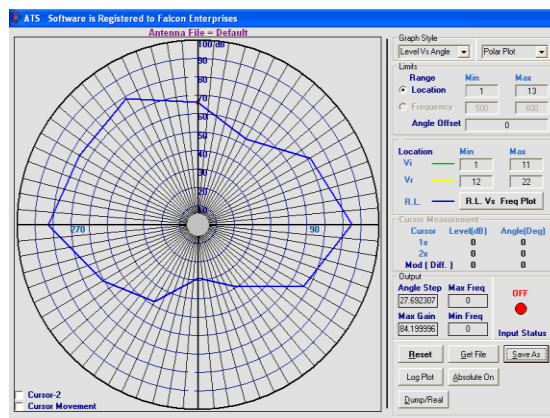 ATS Software is Registered to Falcon Enterprises
Antenna File = Default
100 dB
90
80
70
60
50
40
30
20
10
270
90
Cursor-2
Cursor Movement
Graph Style
Level Vs Angle
Polar Plot
Limits
Range Min Max
Location 1 13
Frequency 500 600
Angle Offset 0
Location Min Max
Vi 1 11
Vr 12 22
R.L. R.L. Vs Freq Plot
Cursor Measurement
Cursor Level(dB) Angle(Deg)
1x 0 0
2x 0 0
Mod ( Diff. ) 0 0
Output
Angle Step Max Freq
27.692307 0
OFF
Max Gain Min Freq
84.199996 0
Input Status
Reset Get File Save As
Log Plot Absolute On
Dump/Real